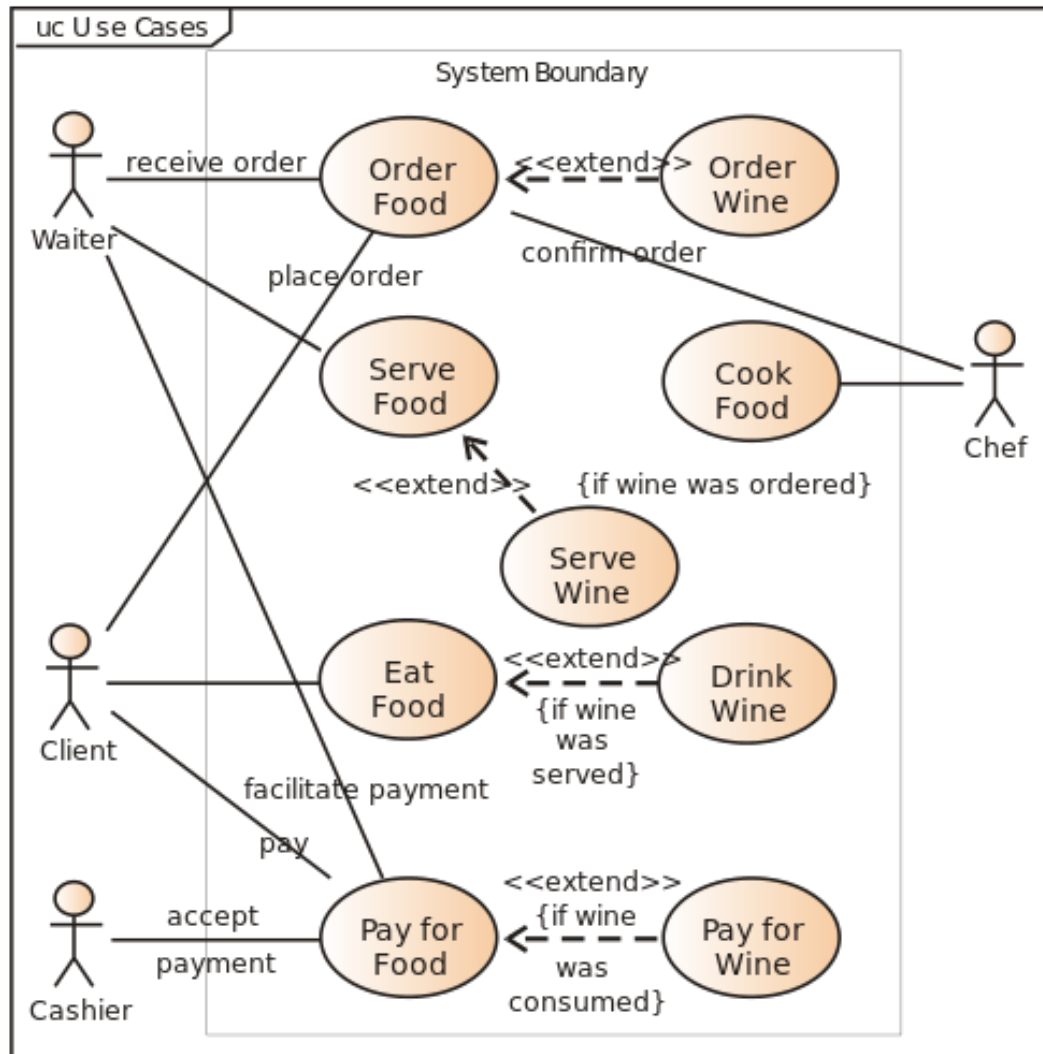 uc Use Cases
System Boundary
receive order
Order
Food
<<extend>>
Order
Wine
Waiter
place order
confirm order
Serve
Food
Cook
Food
Chef
<<extend>>
{if wine was ordered}
Serve
Wine
Client
Eat
Food
<<extend>>
{if wine
was
served}
Drink
Wine
facilitate payment
pay
Cashier
accept
payment
Pay for
Food
<<extend>>
{if wine
was
consumed}
Pay for
Wine